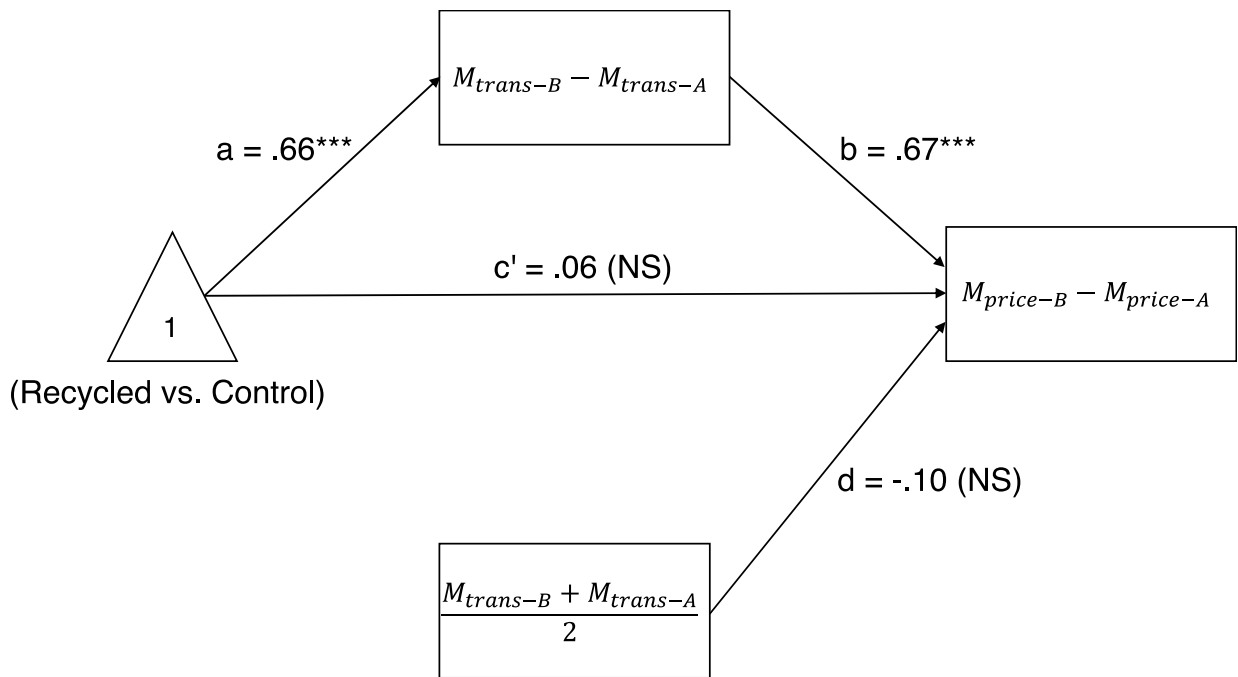 M_{trans-B} − M_{trans-A}
a = .66***
b = .67***
c' = .06 (NS)
M_{price-B} − M_{price-A}
1
(Recycled vs. Control)
d = -.10 (NS)
M_{trans-B} + M_{trans-A}
2